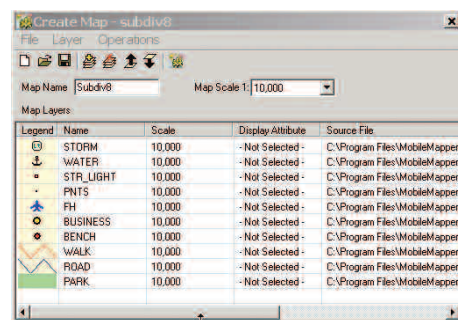 Create Map - subdiv8
File Layer Operations
Map Name Subdiv8 Map Scale 1: 10,000
Map Layers
Legend Name Scale Display Attribute Source File
STORM 10,000 - Not Selected - C:\Program Files\MobileMapper
WATER 10,000 - Not Selected - C:\Program Files\MobileMapper
STR_LIGHT 10,000 - Not Selected - C:\Program Files\MobileMapper
PNTS 10,000 - Not Selected - C:\Program Files\MobileMapper
FH 10,000 - Not Selected - C:\Program Files\MobileMapper
BUSINESS 10,000 - Not Selected - C:\Program Files\MobileMapper
BENCH 10,000 - Not Selected - C:\Program Files\MobileMapper
WALK 10,000 - Not Selected - C:\Program Files\MobileMapper
ROAD 10,000 - Not Selected - C:\Program Files\MobileMapper
PARK 10,000 - Not Selected - C:\Program Files\MobileMapper